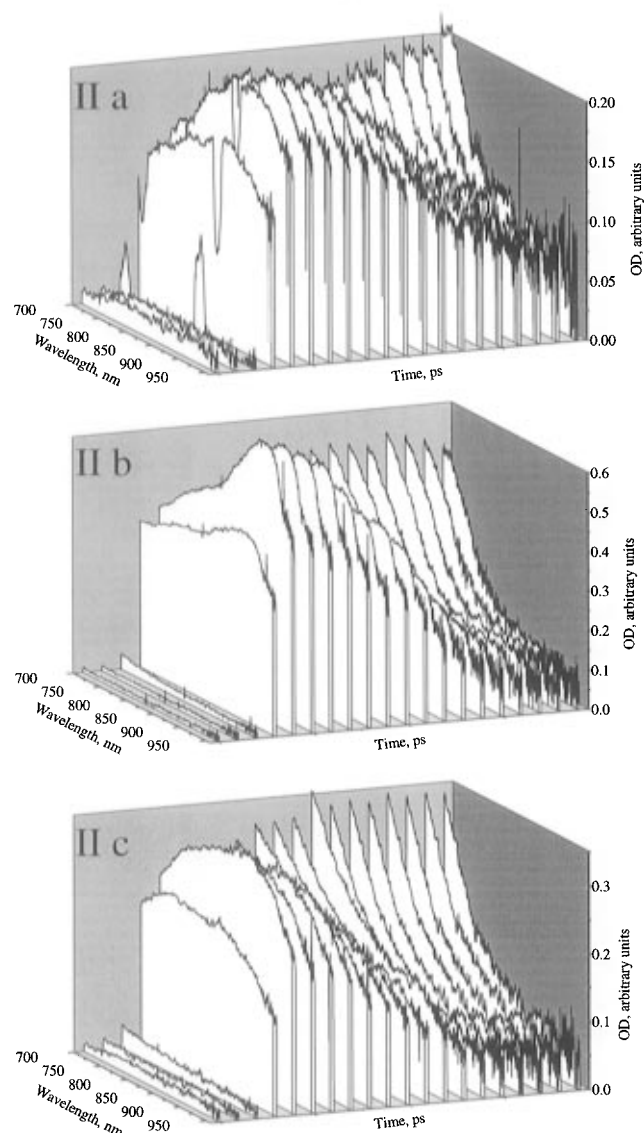 II a
0.20
0.15
0.10
0.05
0.00
OD, arbitrary units
700
750
800
850
900
950
Wavelength, nm
Time, ps
II b
0.6
0.5
0.4
0.3
0.2
0.1
0.0
OD, arbitrary units
700
750
800
850
900
950
Wavelength, nm
Time, ps
II c
0.3
0.2
0.1
0.0
OD, arbitrary units
700
750
800
850
900
950
Wavelength, nm
Time, ps